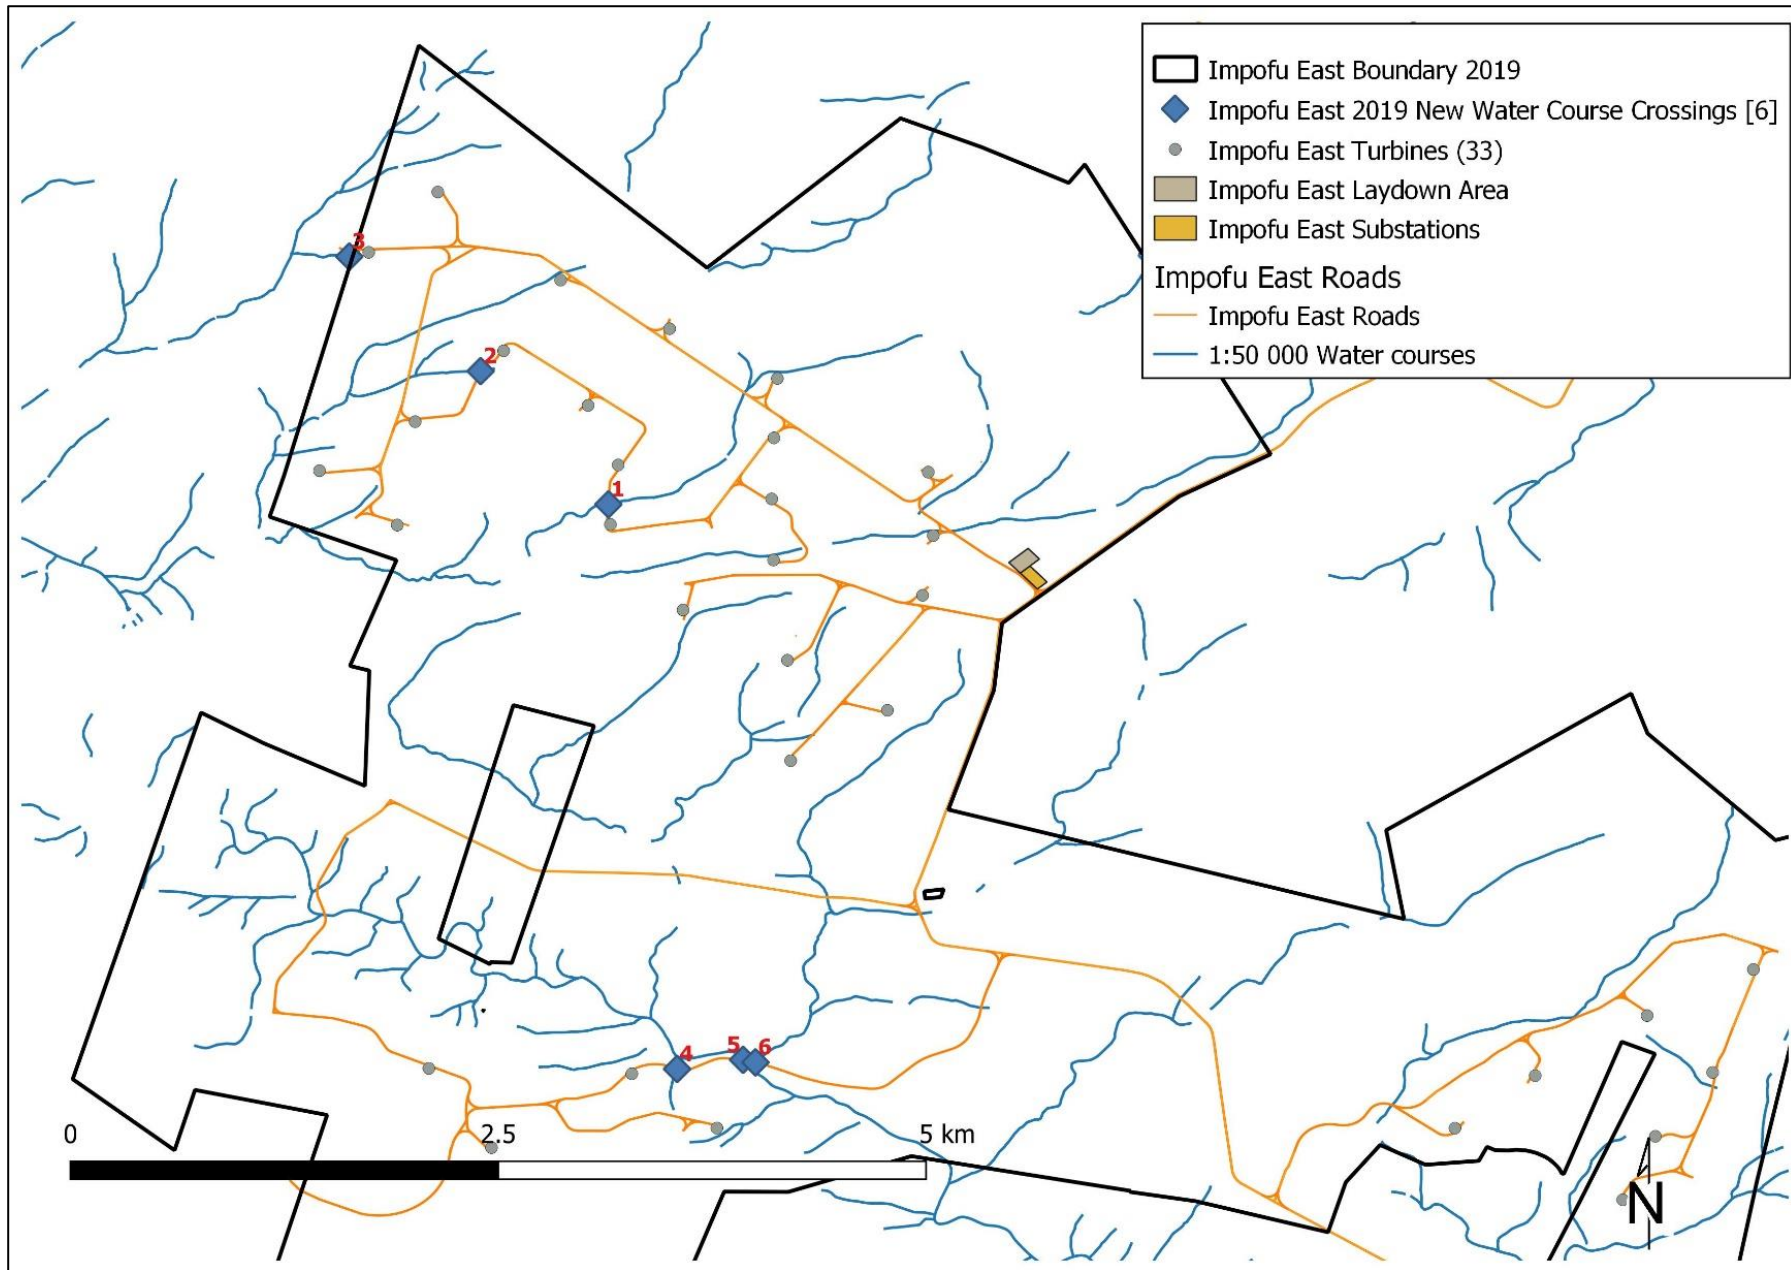 Impofu East Boundary 2019
Impofu East 2019 New Water Course Crossings [6]
Impofu East Turbines (33)
Impofu East Laydown Area
Impofu East Substations
Impofu East Roads
Impofu East Roads
1:50 000 Water courses
3
2
1
5
6
4
0
2.5
5 km
N